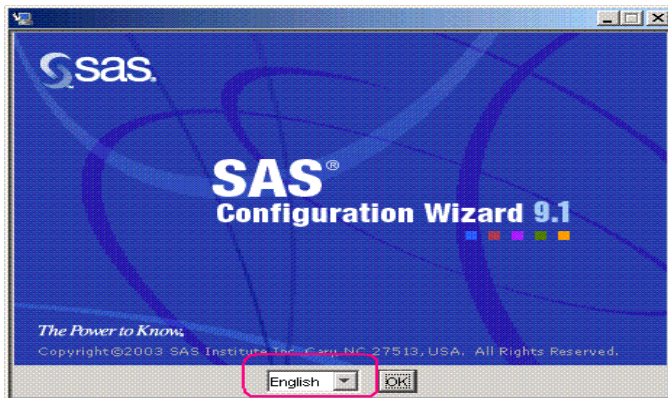 sas.
SAS®
Configuration Wizard 9.1
The Power to Know.
Copyright©2003 SAS Institute Inc. Cary, NC 27513, USA. All Rights Reserved.
English
OK